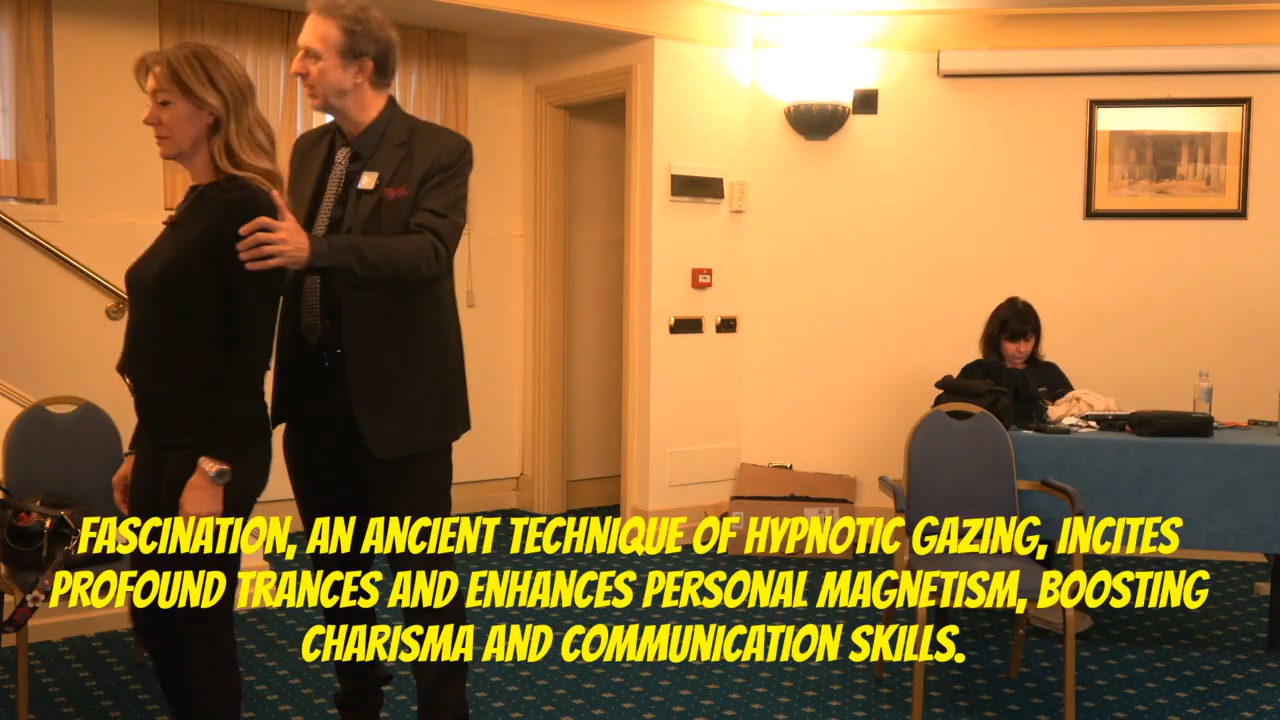 FASCINATION, AN ANCIENT TECHNIQUE OF HYPNOTIC GAZING, INCITES
PROFOUND TRANCES AND ENHANCES PERSONAL MAGNETISM, BOOSTING
CHARISMA AND COMMUNICATION SKILLS.